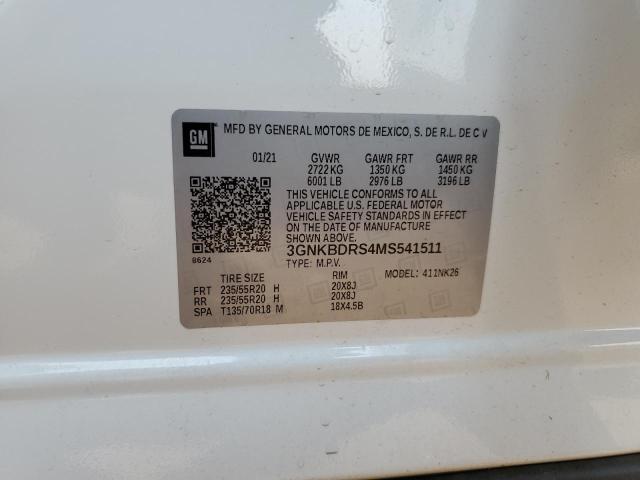 GM
MFD BY GENERAL MOTORS DE MEXICO, S. DE R.L. DE C V
01/21 GVWR GAWR FRT GAWR RR
2722 KG 1350 KG 1450 KG
6001 LB 2976 LB 3196 LB
THIS VEHICLE CONFORMS TO ALL
APPLICABLE U.S. FEDERAL MOTOR
VEHICLE SAFETY STANDARDS IN EFFECT
ON THE DATE OF MANUFACTURE
SHOWN ABOVE.
3GNKBDRS4MS541511
8624
TYPE: M.P.V. MODEL: 411NK26
TIRE SIZE RIM
FRT 235/55R20 H 20X8J
RR 235/55R20 H 20X8J
SPA T135/70R18 M 18X4.5B